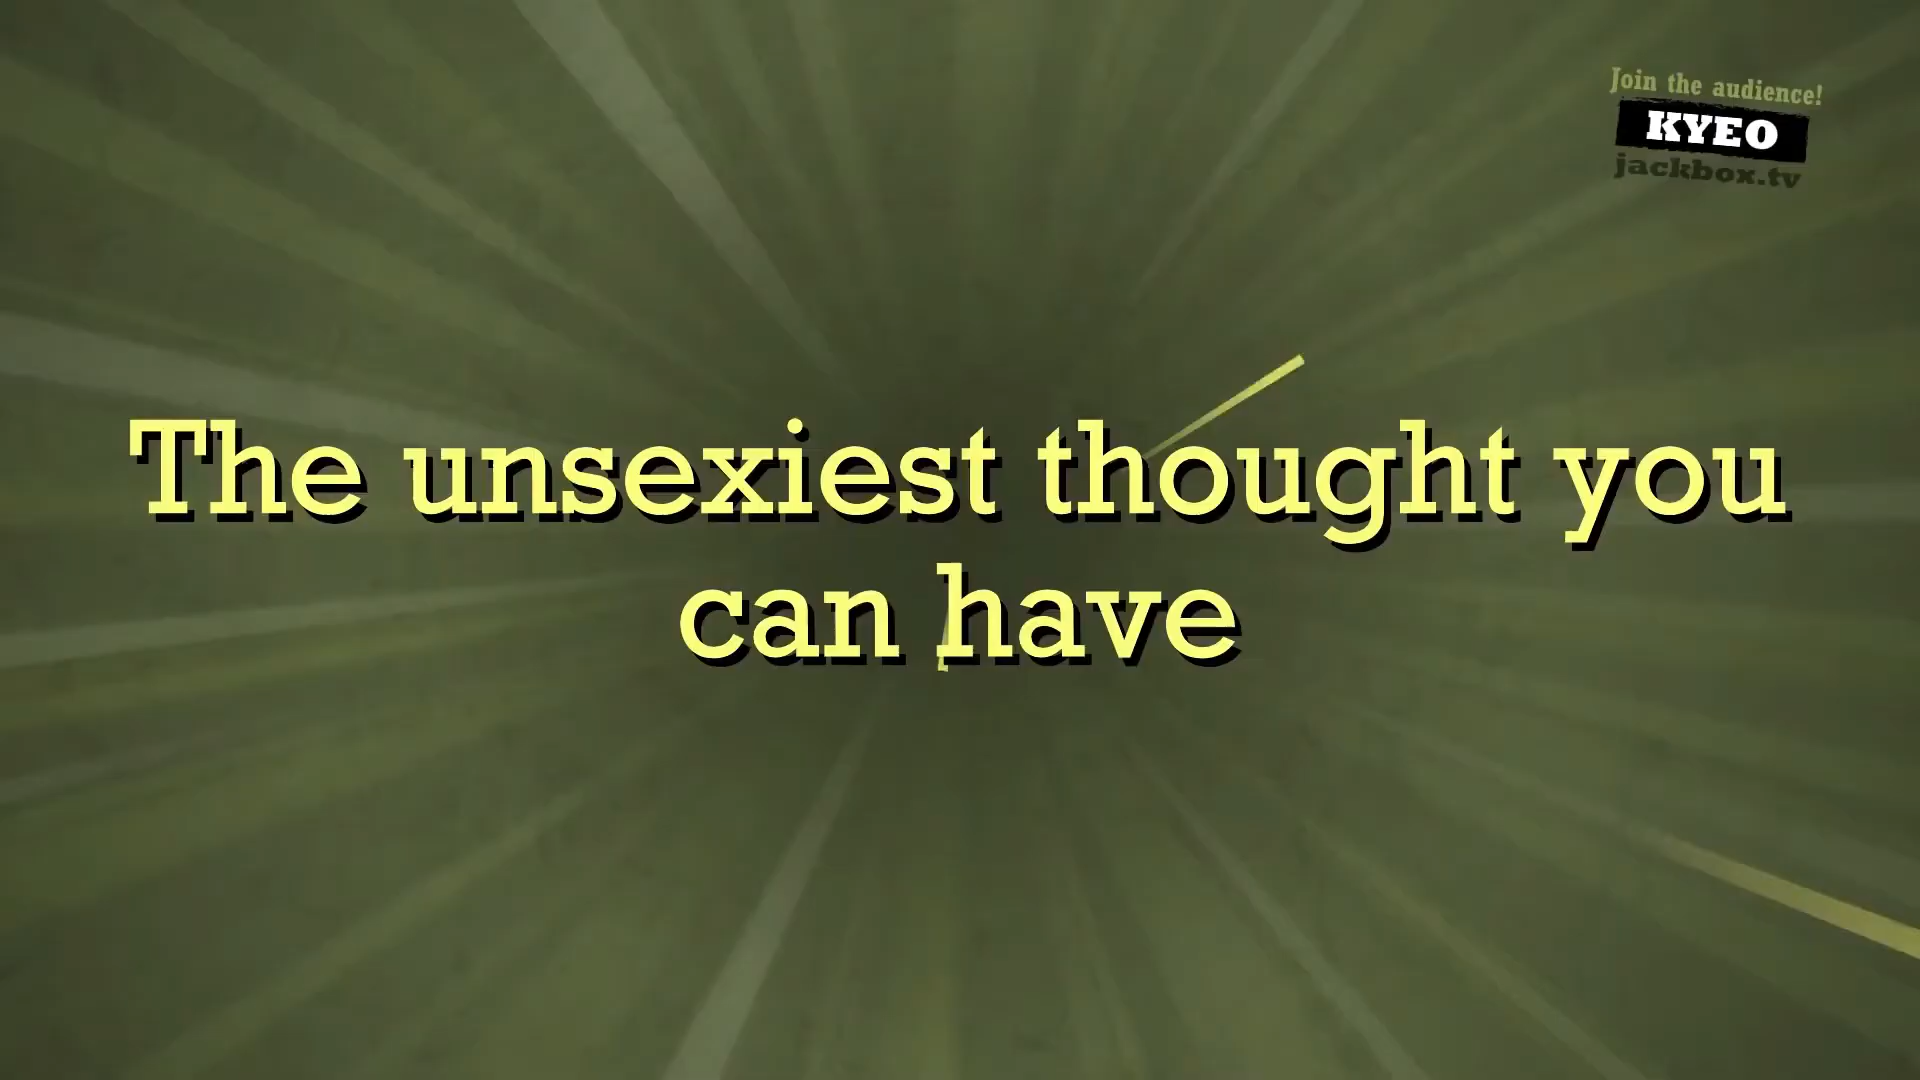 Join the audience!
KYEO
jackbox.tv
The unsexiest thought you
can have